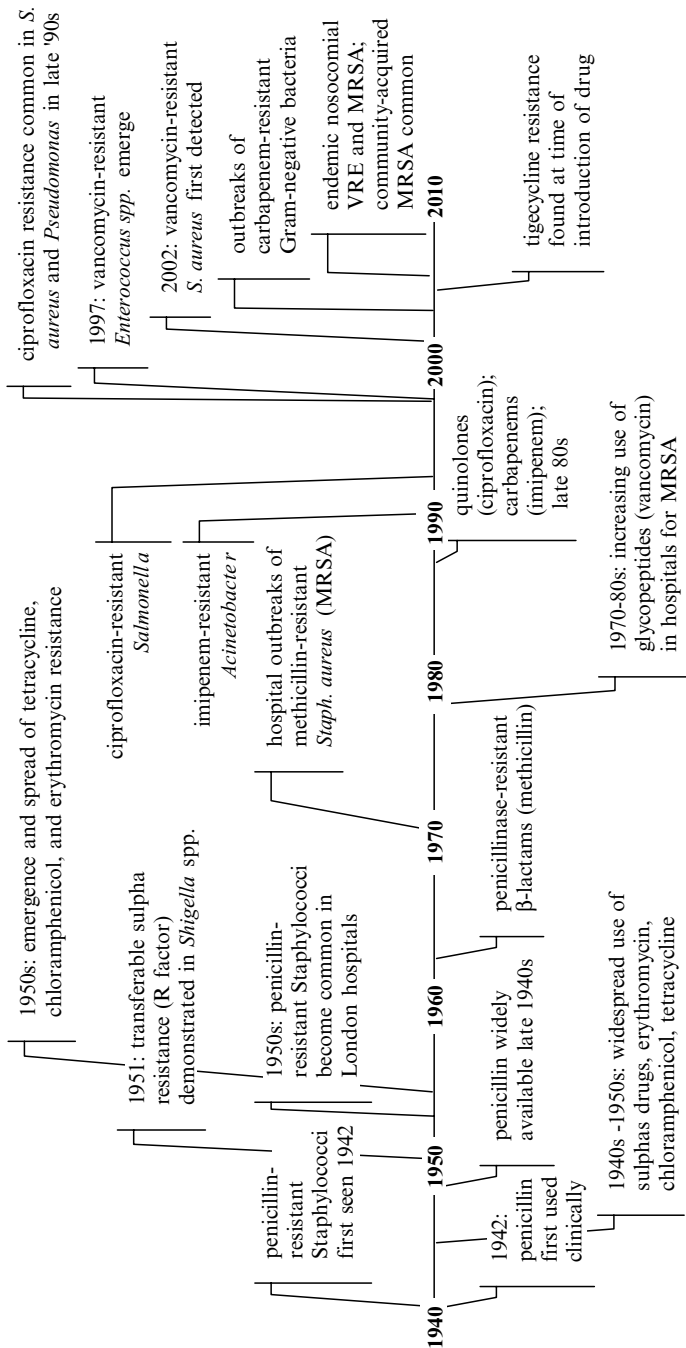 1950s: emergence and spread of tetracycline,
chloramphenicol, and erythromycin resistance
1951: transferable sulpha
resistance (R factor)
demonstrated in Shigella spp.
penicillin-
resistant
Staphylococci
first seen 1942
1950s: penicillin-
resistant Staphylococci
become common in
London hospitals
hospital outbreaks of
methicillin-resistant
Staph. aureus (MRSA)
ciprofloxacin-resistant
Salmonella
imipenem-resistant
Acinetobacter
ciprofloxacin resistance common in S.
aureus and Pseudomonas in late '90s
1997: vancomycin-resistant
Enterococcus spp. emerge
2002: vancomycin-resistant
S. aureus first detected
outbreaks of
carbapenem-resistant
Gram-negative bacteria
endemic nosocomial
VRE and MRSA;
community-acquired
MRSA common
1940 1950 1960 1970 1980 1990 2000 2010
1942:
penicillin
first used
clinically
1940s -1950s: widespread use of
sulphas drugs, erythromycin,
chloramphenicol, tetracycline
penicillin widely
available late 1940s
penicillinase-resistant
β-lactams (methicillin)
1970-80s: increasing use of
glycopeptides (vancomycin)
in hospitals for MRSA
quinolones
(ciprofloxacin);
carbapenems
(imipenem);
late 80s
tigecycline resistance
found at time of
introduction of drug